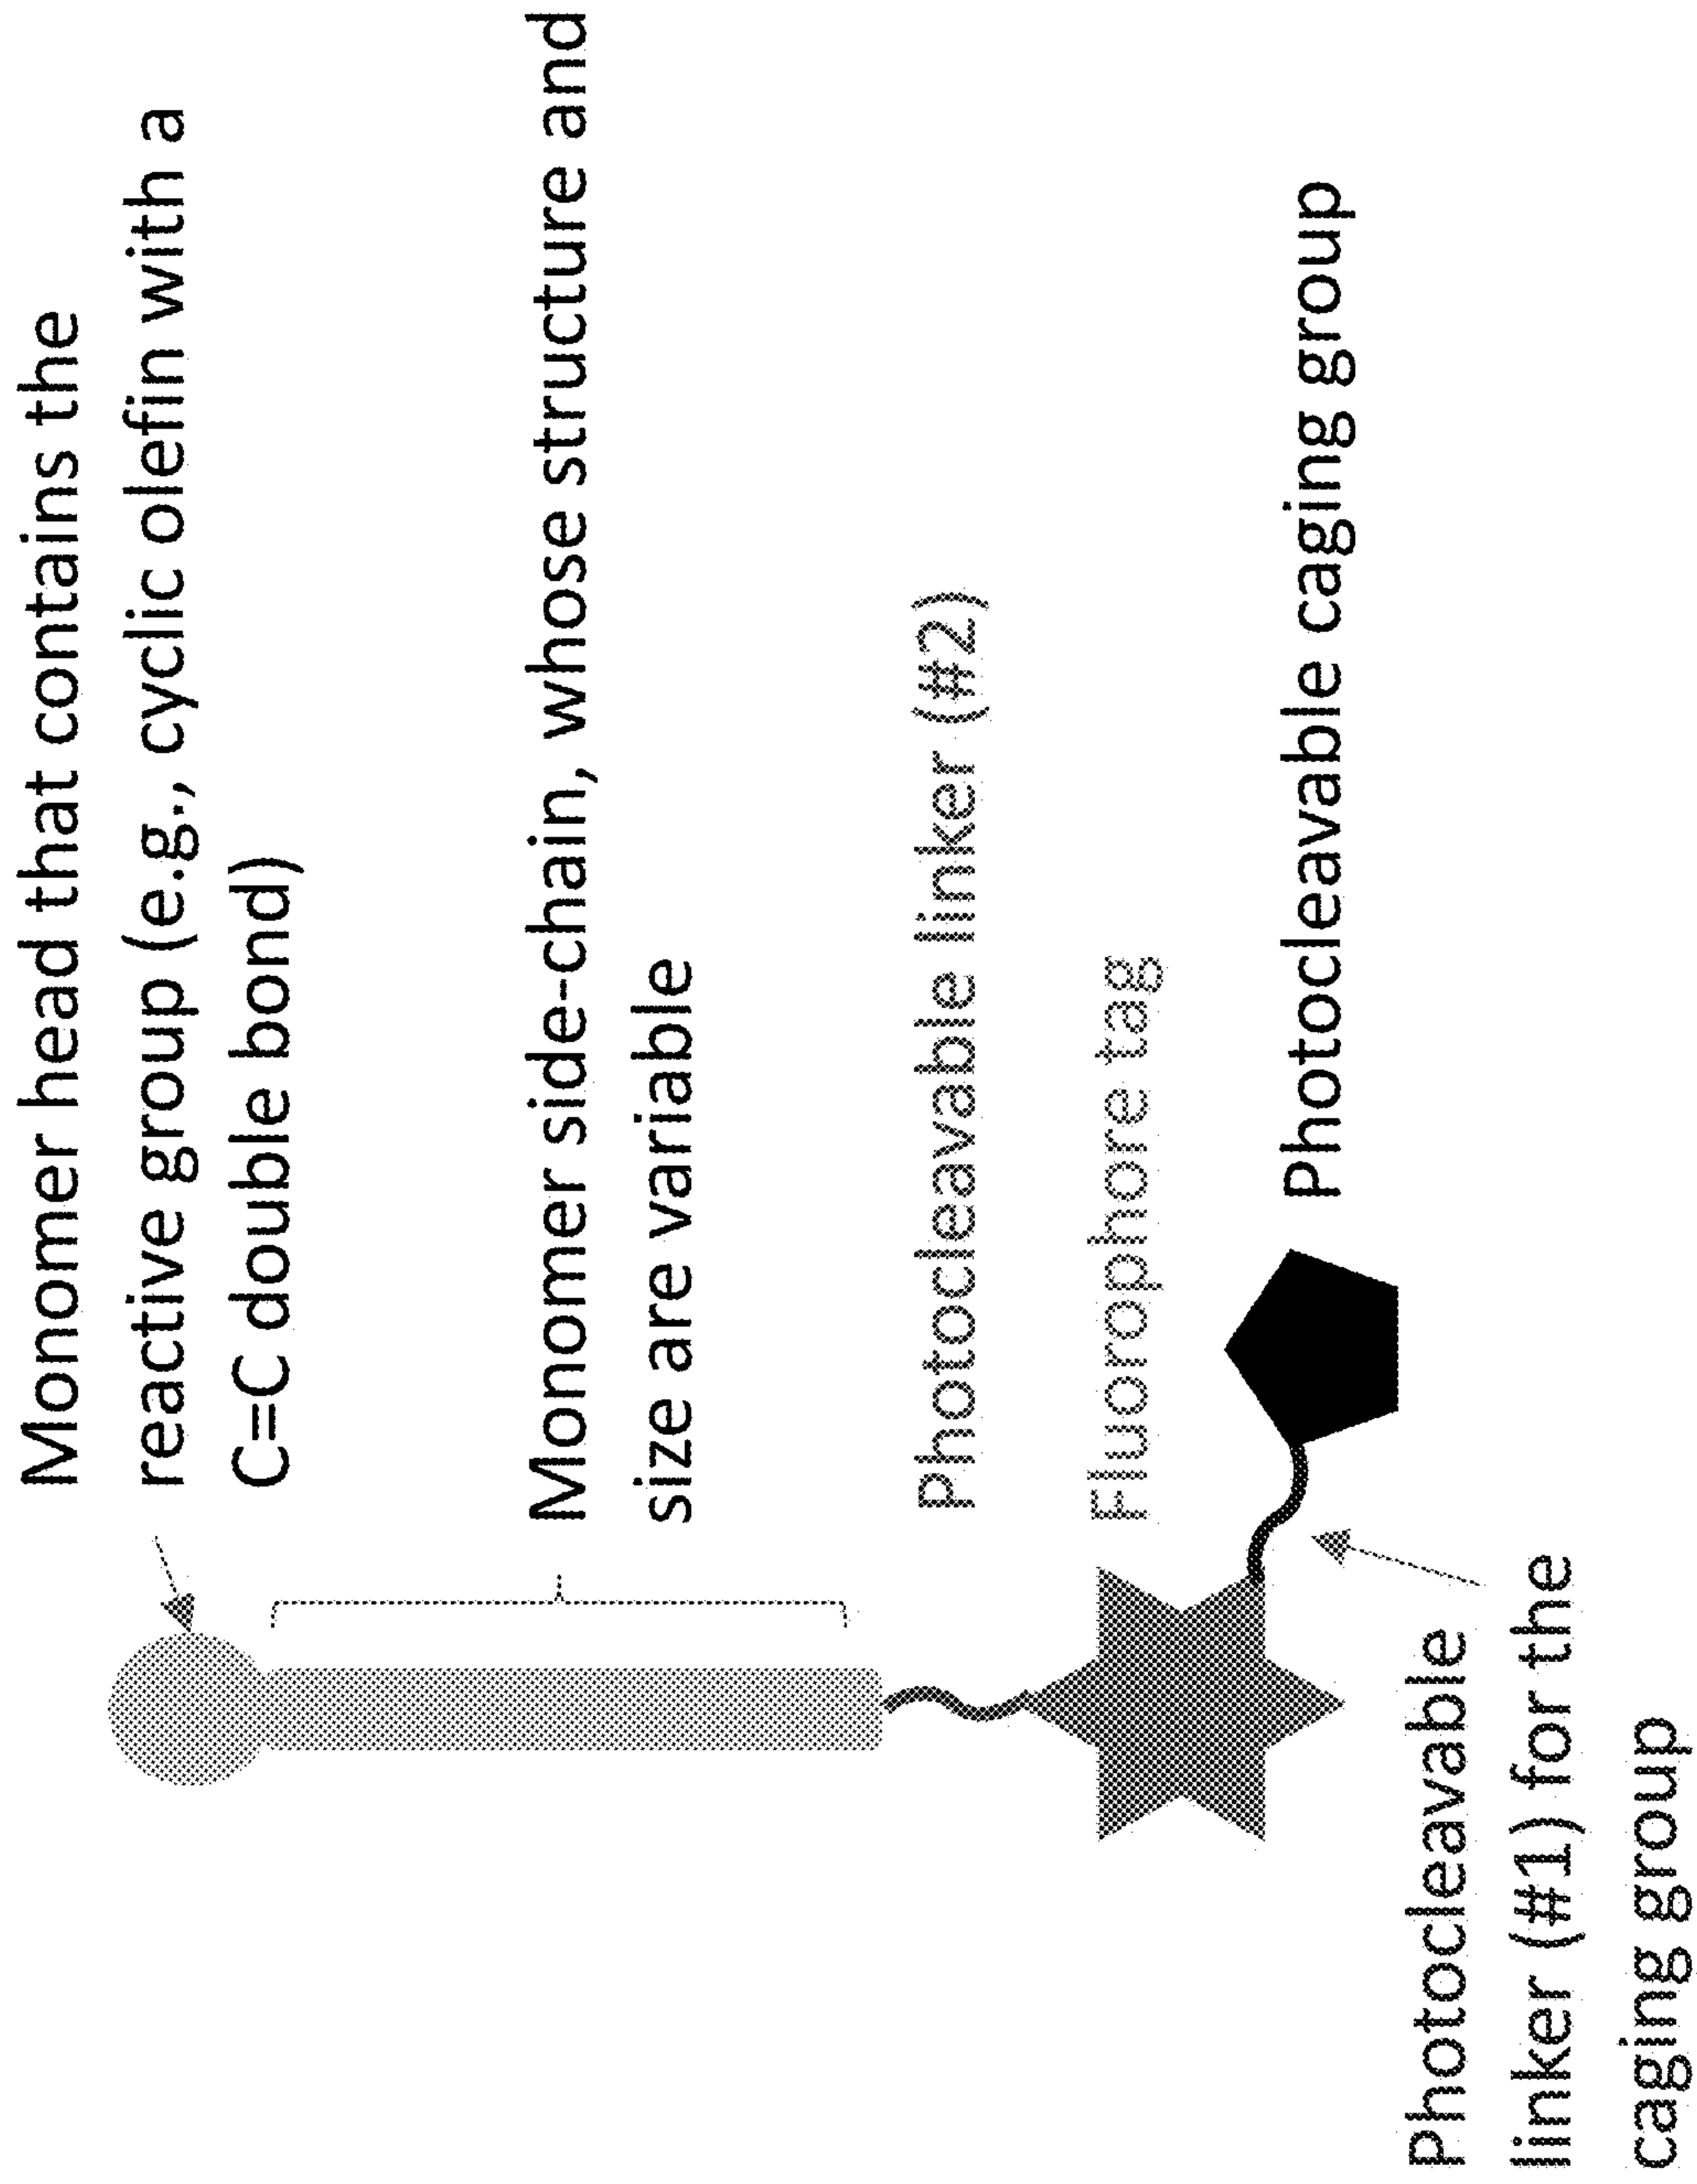 Monomer head that contains the
reactive group (e.g., cyclic olefin with a
C=C double bond)
Monomer side-chain, whose structure and
size are variable
Photocleavable linker (#2)
Fluorophore tag
Photocleavable caging group
Photocleavable
linker (#1) for the
caging group